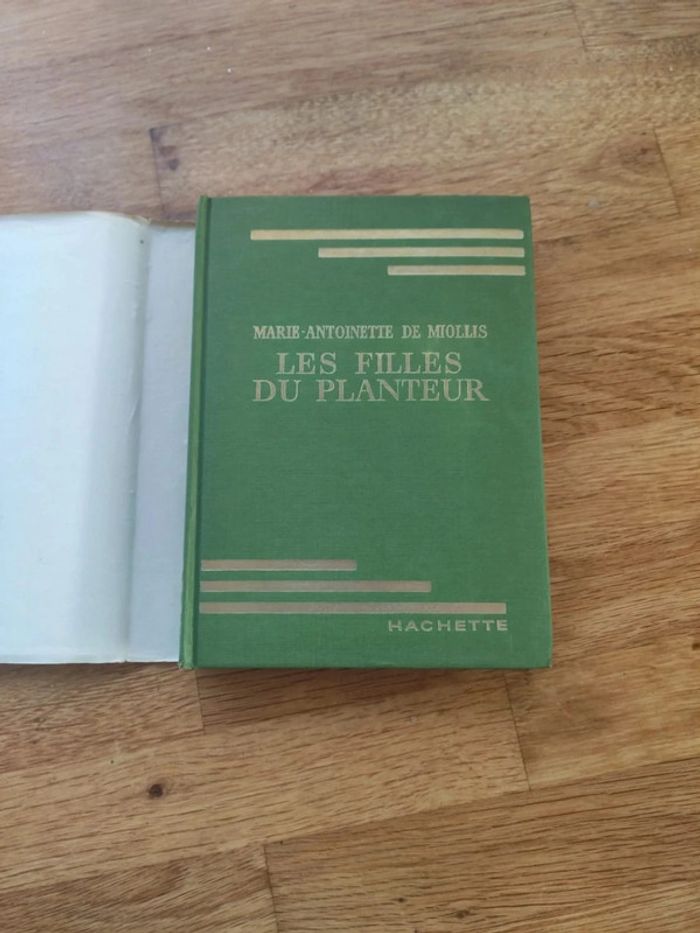 MARIE-ANTOINETTE DE MIOLLIS
LES FILLES
DU PLANTEUR
HACHETTE